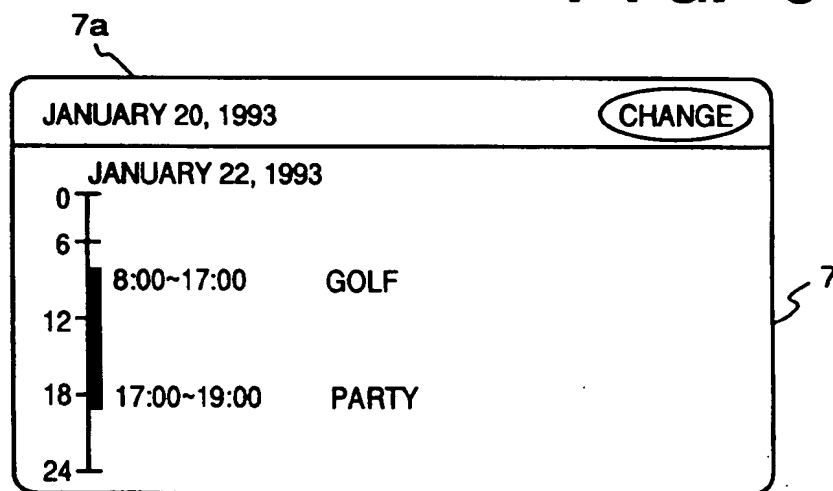 7a
JANUARY 20, 1993 CHANGE
JANUARY 22, 1993
0
6
8:00~17:00 GOLF
7
12
18 17:00~19:00 PARTY
24